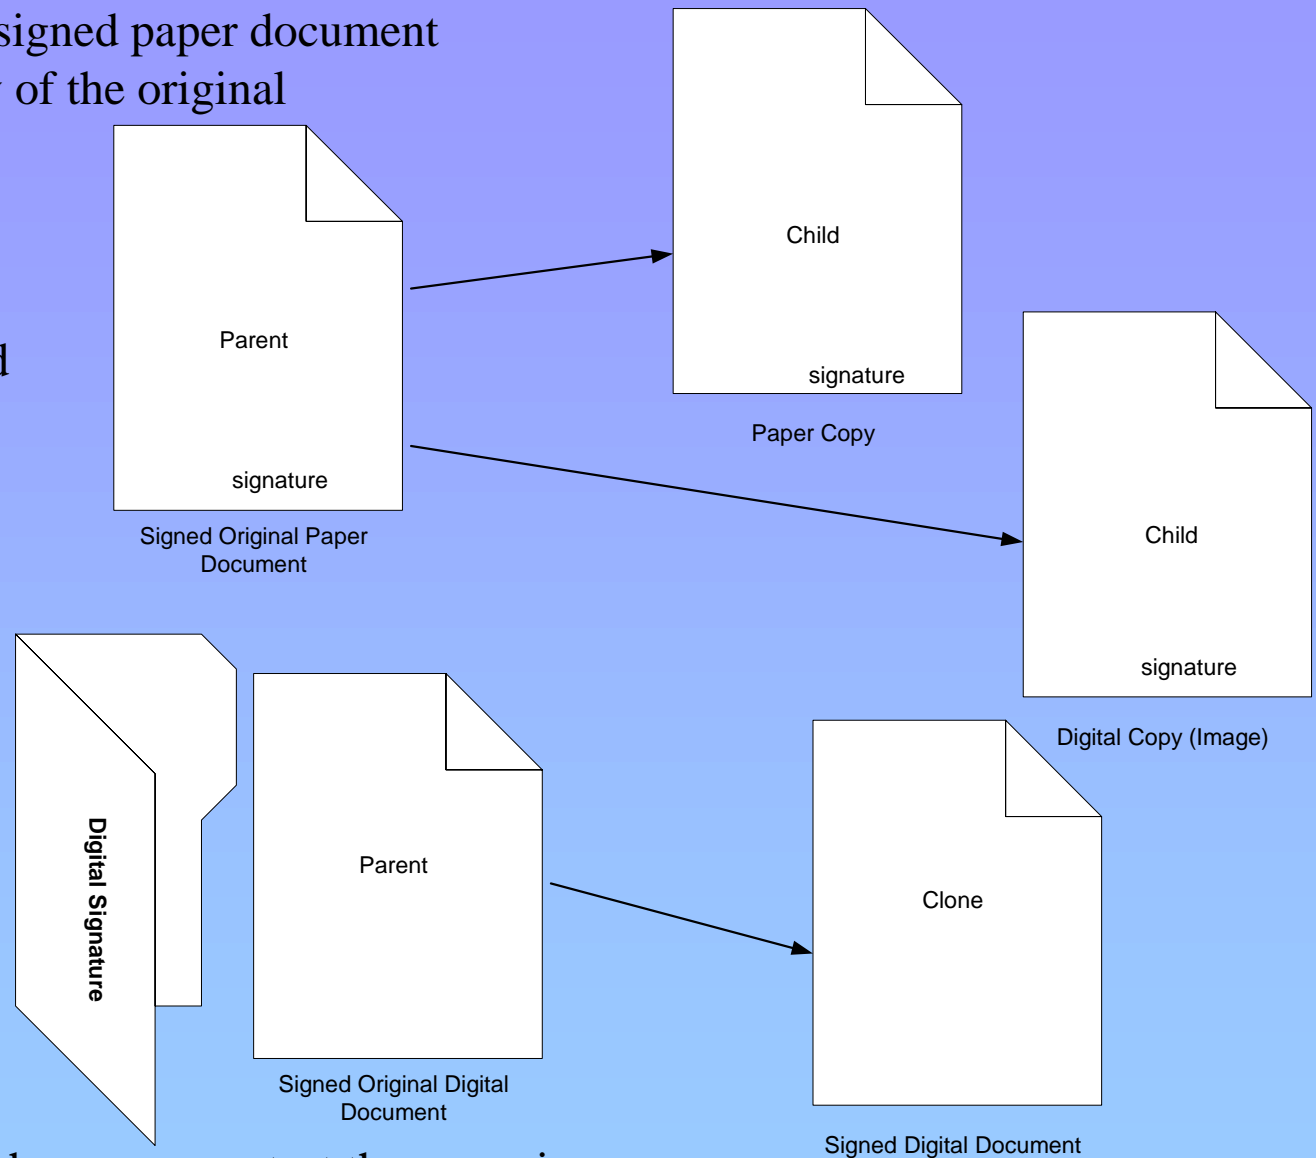 signed paper document
of the original
Child
signature
Paper Copy
Parent
signature
Signed Original Paper
Document
Child
signature
Digital Copy (Image)
Digital Signature
Parent
Signed Original Digital
Document
Clone
Signed Digital Document